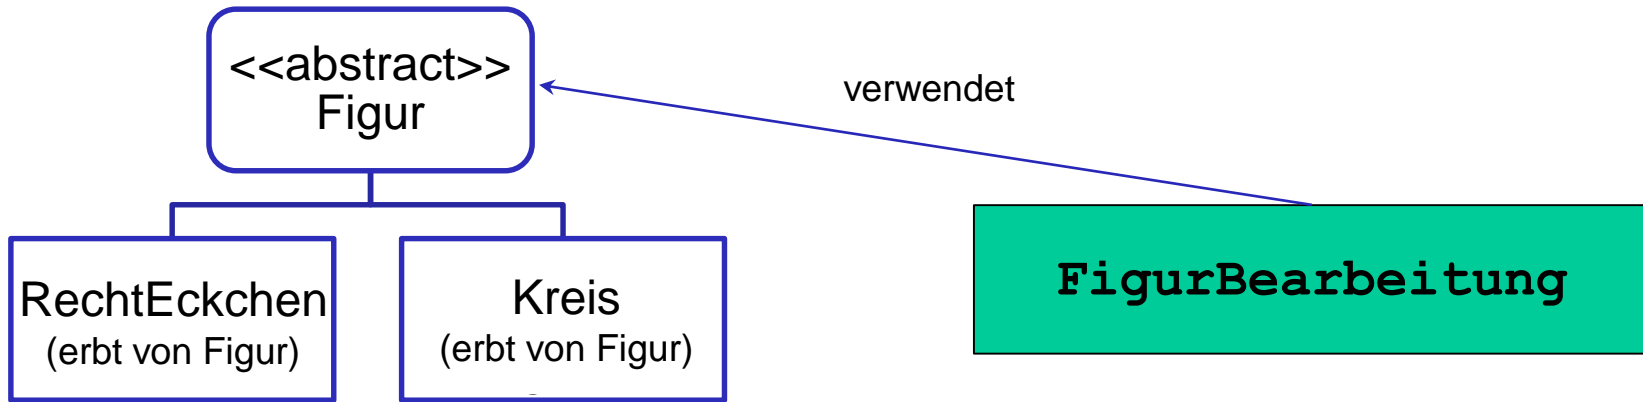 <<abstract>>
Figur
verwendet
RechtEckchen
(erbt von Figur)
Kreis
(erbt von Figur)
FigurBearbeitung